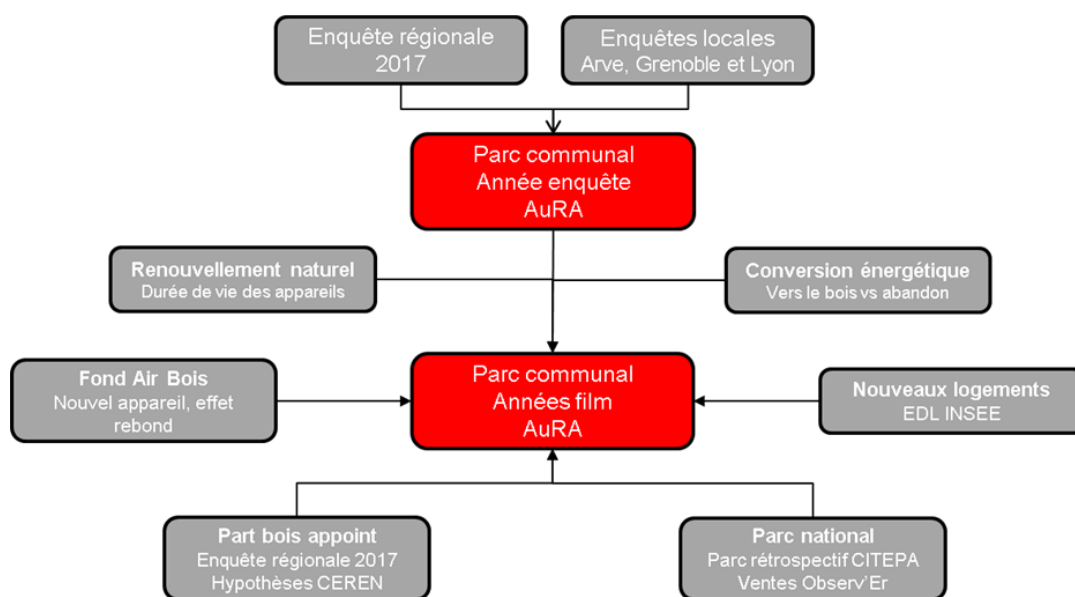 Enquête régionale
2017
Enquêtes locales
Arve, Grenoble et Lyon
Parc communal
Année enquête
AuRA
Renouvellement naturel
Durée de vie des appareils
Conversion énergétique
Vers le bois vs abandon
Fond Air Bois
Nouvel appareil, effet
rebond
Parc communal
Années film
AuRA
Nouveaux logements
EDL INSEE
Part bois appoint
Enquête régionale 2017
Hypothèses CEREN
Parc national
Parc rétrospectif CITEPA
Ventes Observ'Er